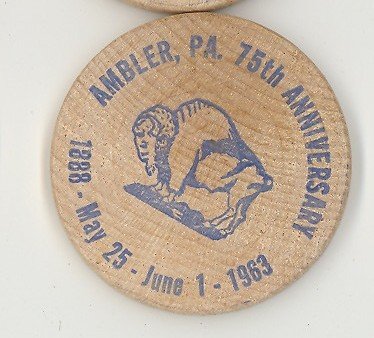 AMBLER, PA. 75th ANNIVERSARY
1888 - May 25 - June 1 - 1963